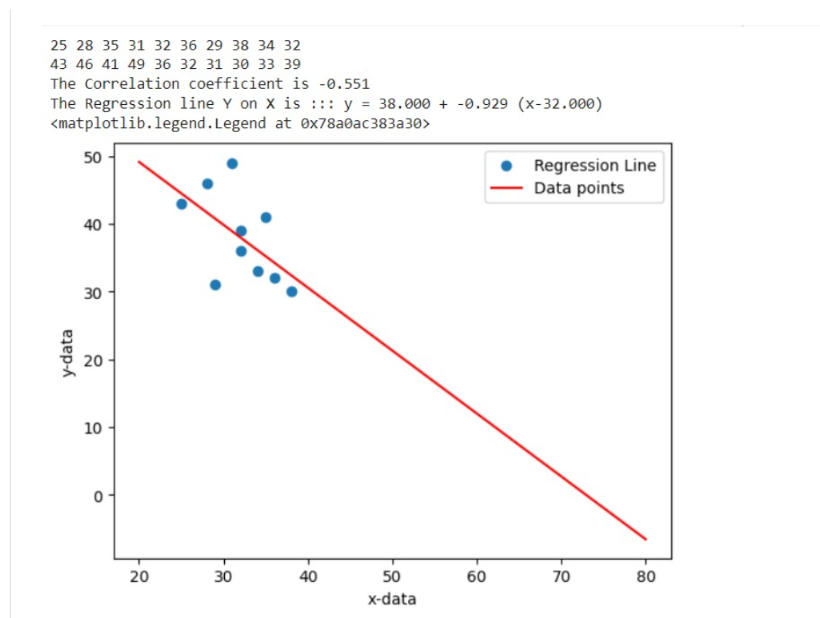 25 28 35 31 32 36 29 38 34 32
43 46 41 49 36 32 31 30 33 39
The Correlation coefficient is -0.551
The Regression line Y on X is ::: y = 38.000 + -0.929 (x-32.000)
<matplotlib.legend.Legend at 0x78a0ac383a30>
Regression Line
Data points
50
40
30
20
10
0
y-data
20 30 40 50 60 70 80
x-data